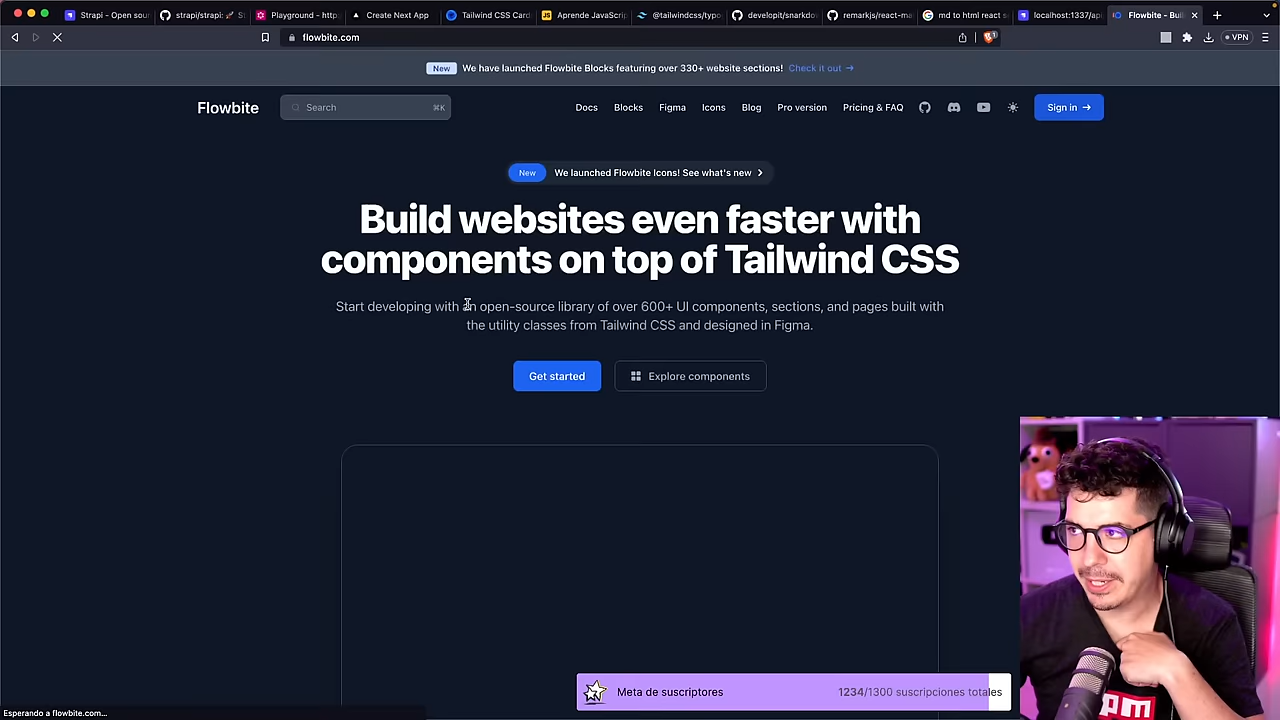 Strapi - Open sour
strapi/strapi: 🚀 S
Playground - http
Create Next App
Tailwind CSS Card
Aprende JavaScrip
@tailwindcss/typo
developit/snarkdow
remarkjs/react-ma
md to html react s
localhost:1337/api
Flowbite - Buil
flowbite.com
VPN
New
We have launched Flowbite Blocks featuring over 330+ website sections! Check it out →
Flowbite
Search
⌘K
Docs
Blocks
Figma
Icons
Blog
Pro version
Pricing & FAQ
Sign in →
New
We launched Flowbite Icons! See what's new
Build websites even faster with
components on top of Tailwind CSS
Start developing with an open-source library of over 600+ UI components, sections, and pages built with
the utility classes from Tailwind CSS and designed in Figma.
Get started
Explore components
Meta de suscriptores
1234/1300 suscripciones totales
Esperando a flowbite.com...